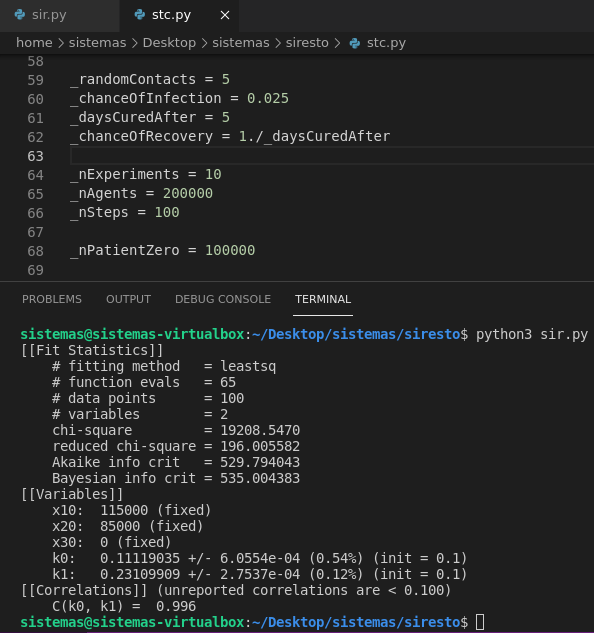 sir.py stc.py ×
home > sistemas > Desktop > sistemas > siresto > stc.py
58
59 _randomContacts = 5
60 _chanceOfInfection = 0.025
61 _daysCuredAfter = 5
62 _chanceOfRecovery = 1./_daysCuredAfter
63
64 _nExperiments = 10
65 _nAgents = 200000
66 _nSteps = 100
67
68 _nPatientZero = 100000
69
PROBLEMS OUTPUT DEBUG CONSOLE TERMINAL
sistemas@sistemas-virtualbox:~/Desktop/sistemas/siresto$ python3 sir.py
[[Fit Statistics]]
    # fitting method   = leastsq
    # function evals   = 65
    # data points      = 100
    # variables        = 2
    chi-square         = 19208.5470
    reduced chi-square = 196.005582
    Akaike info crit   = 529.794043
    Bayesian info crit = 535.004383
[[Variables]]
    x10:  115000 (fixed)
    x20:  85000 (fixed)
    x30:  0 (fixed)
    k0:   0.11119035 +/- 6.0554e-04 (0.54%) (init = 0.1)
    k1:   0.23109909 +/- 2.7537e-04 (0.12%) (init = 0.1)
[[Correlations]] (unreported correlations are < 0.100)
    C(k0, k1) =  0.996
sistemas@sistemas-virtualbox:~/Desktop/sistemas/siresto$